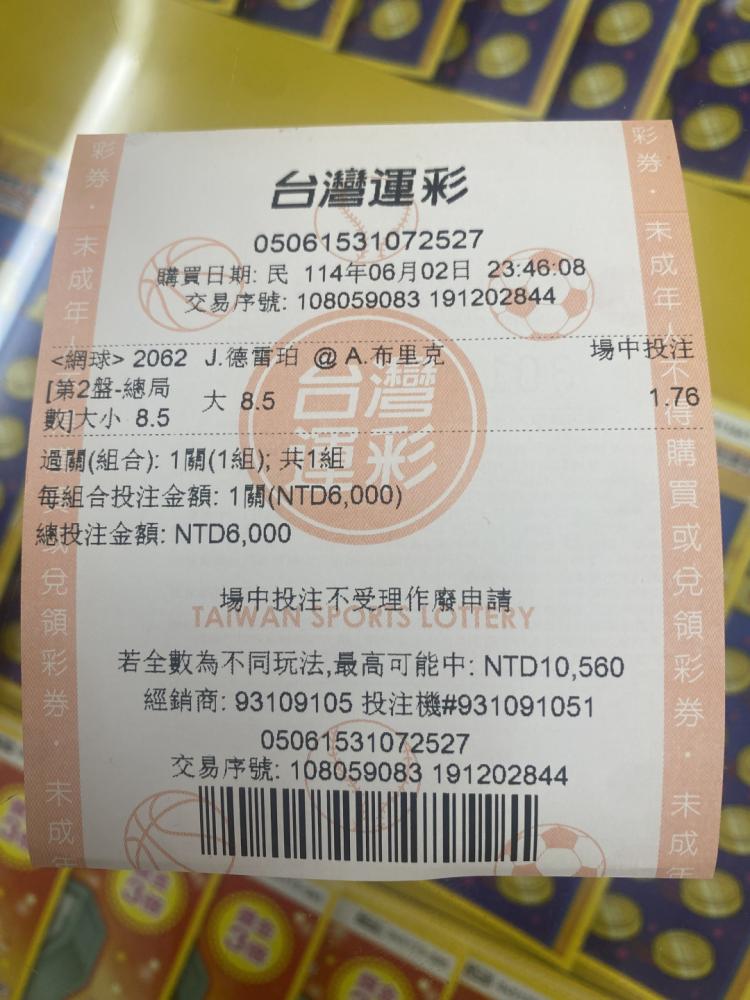 台灣運彩
05061531072527
購買日期: 民 114年06月02日 23:46:08
交易序號: 108059083 191202844
<網球> 2062 J.德雷珀 @ A.布里克 場中投注
[第2盤-總局
數]大小 8.5 大 8.5 1.76
過關(組合): 1關(1組); 共1組
每組合投注金額: 1關(NTD6,000)
總投注金額: NTD6,000
台灣
運彩
場中投注不受理作廢申請
TAIWAN SPORTS LOTTERY
若全數為不同玩法,最高可能中: NTD10,560
經銷商: 93109105 投注機#931091051
05061531072527
交易序號: 108059083 191202844
彩券・未成年人
或兌領彩券・未成年
彩券・未成年人不得購買或兌領彩券・未成年